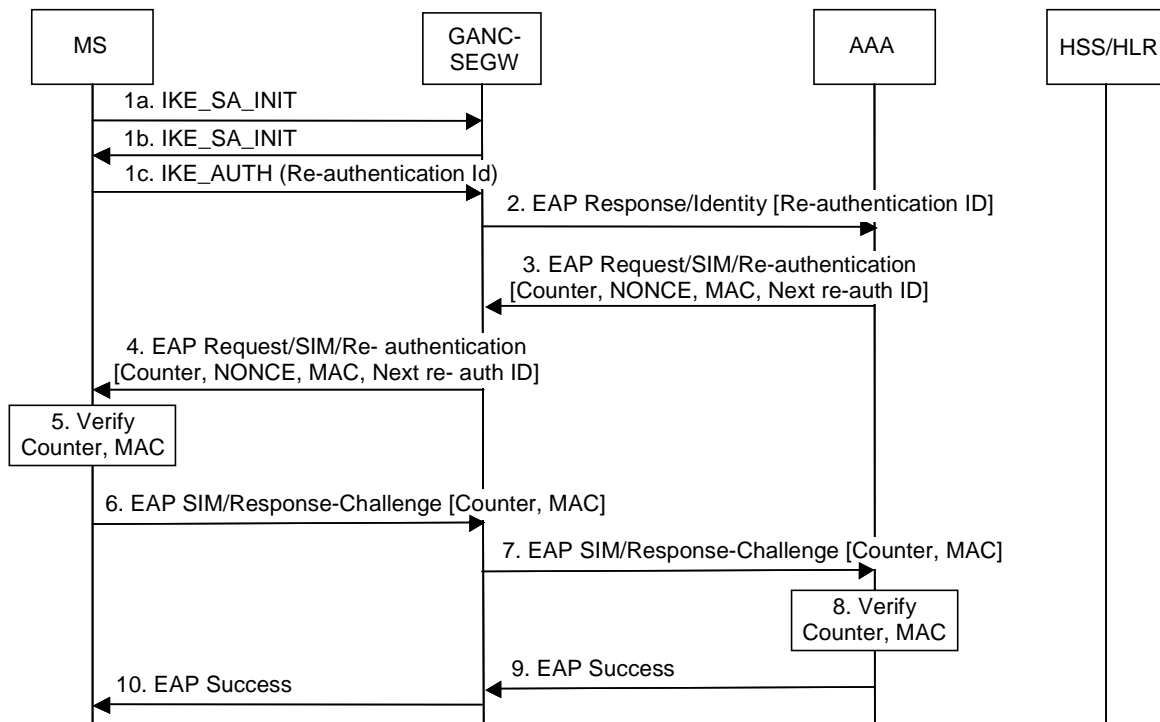 MS
GANC-
SEGW
AAA
HSS/HLR
1a. IKE_SA_INIT
1b. IKE_SA_INIT
1c. IKE_AUTH (Re-authentication Id)
2. EAP Response/Identity [Re-authentication ID]
3. EAP Request/SIM/Re-authentication
[Counter, NONCE, MAC, Next re-auth ID]
4. EAP Request/SIM/Re- authentication
[Counter, NONCE, MAC, Next re- auth ID]
5. Verify
Counter, MAC
6. EAP SIM/Response-Challenge [Counter, MAC]
7. EAP SIM/Response-Challenge [Counter, MAC]
8. Verify
Counter, MAC
9. EAP Success
10. EAP Success